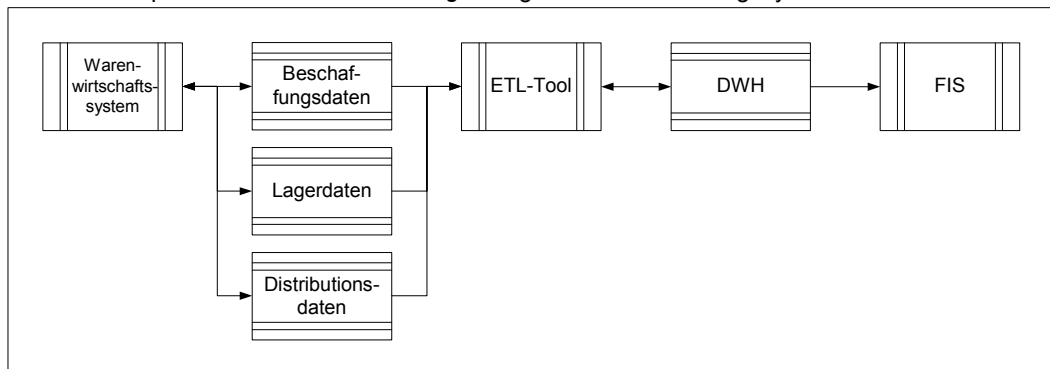 Waren-
wirtschafts-
system
Beschaf-
fungsdaten
ETL-Tool
DWH
FIS
Lagerdaten
Distributions-
daten